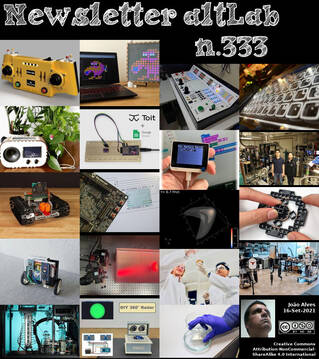 Newsletter altLab
n.333
Toit
+
DIY 360° Radar
João Alves
16-Set-2021
Creative Commons
Attribution-NonCommercial-
ShareAlike 4.0 International